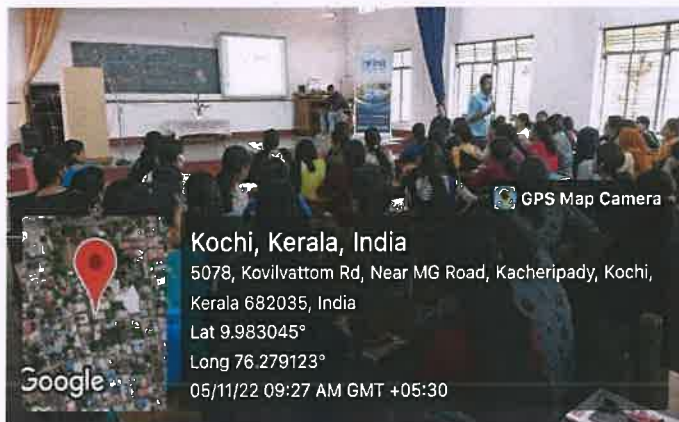 GPS Map Camera
Kochi, Kerala, India
5078, Kovilvattom Rd, Near MG Road, Kacheripady, Kochi,
Kerala 682035, India
Lat 9.983045°
Long 76.279123°
05/11/22 09:27 AM GMT +05:30
Google